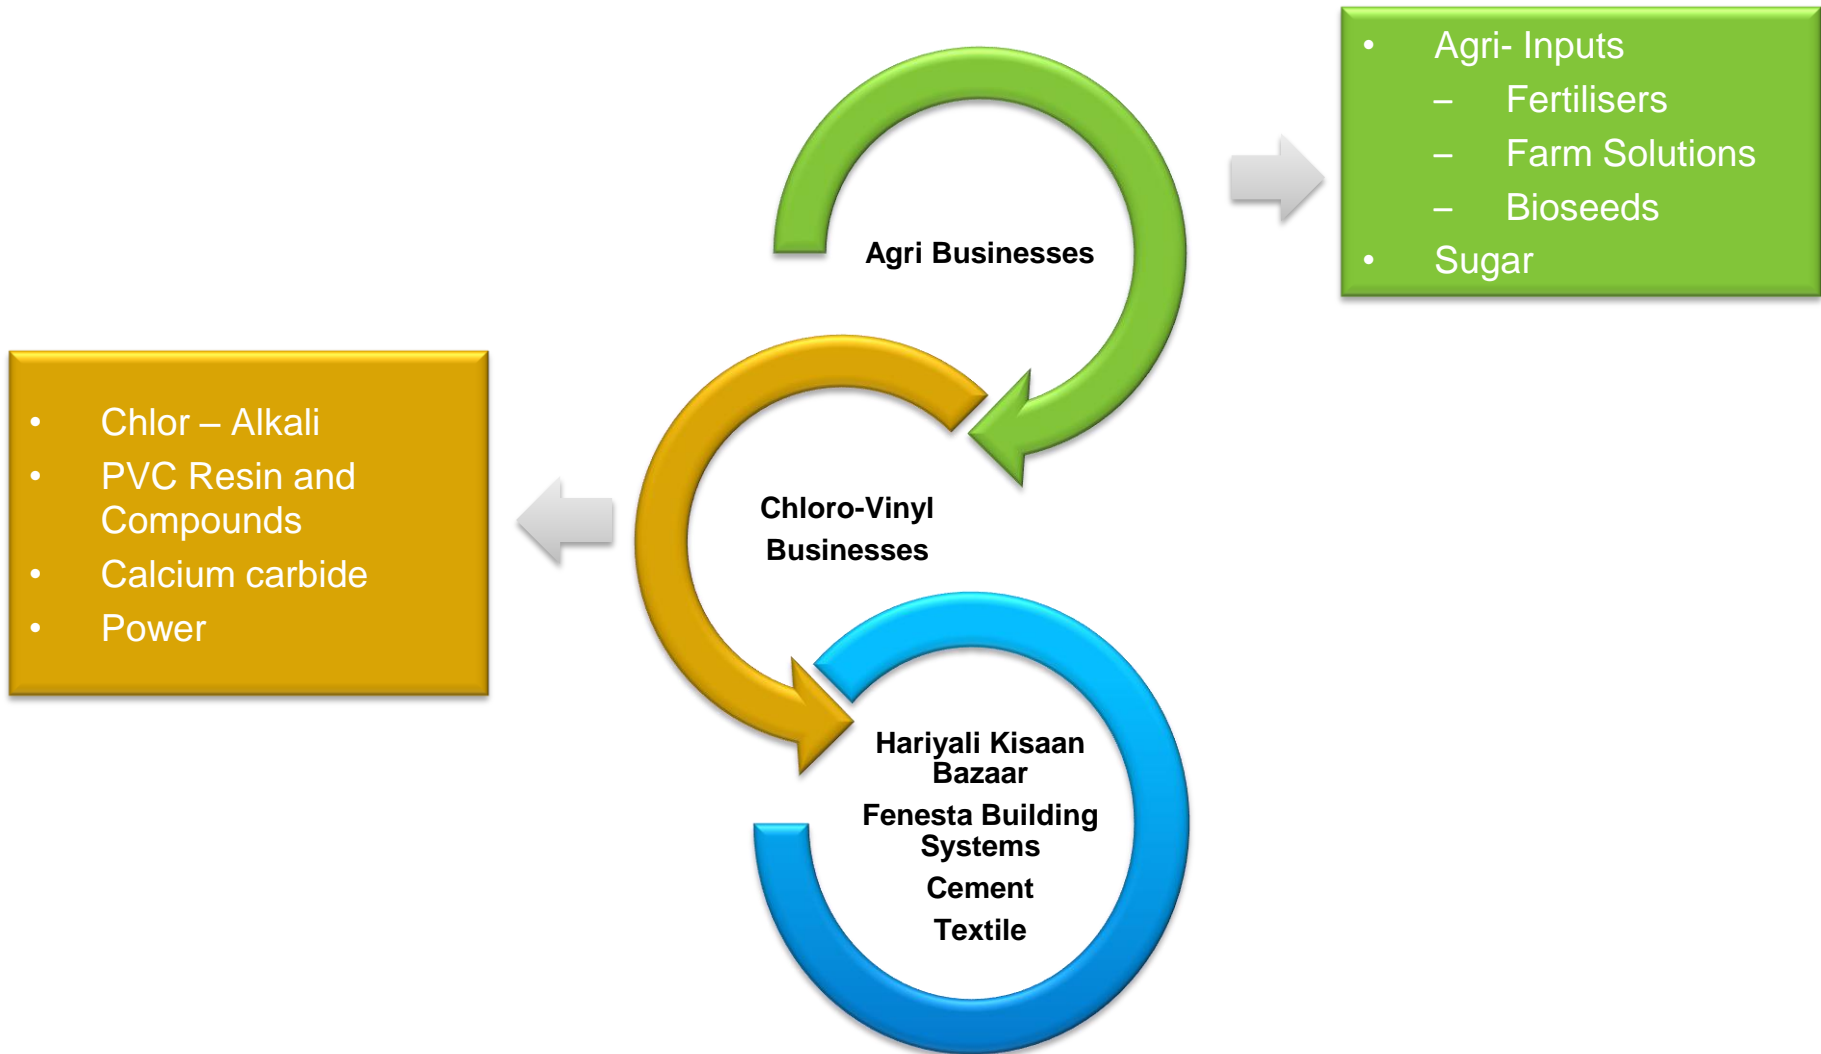 • Agri- Inputs
– Fertilisers
– Farm Solutions
– Bioseeds
• Sugar
Agri Businesses
• Chlor – Alkali
• PVC Resin and
Compounds
• Calcium carbide
• Power
Chloro-Vinyl
Businesses
Hariyali Kisaan
Bazaar
Fenesta Building
Systems
Cement
Textile